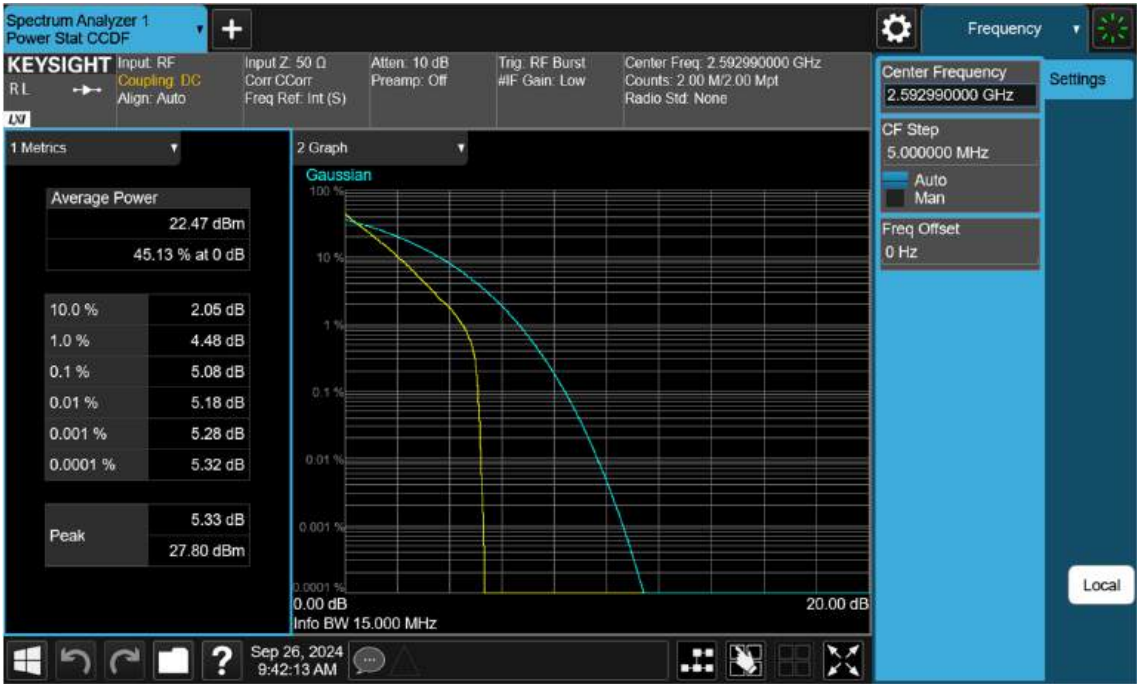 Spectrum Analyzer 1
Power Stat CCDF
+
Frequency
KEYSIGHT
R L
LXI
Input: RF
Coupling: DC
Align: Auto
Input Z: 50 Ω
Corr CCorr
Freq Ref: Int (S)
Atten: 10 dB
Preamp: Off
Trig: RF Burst
#IF Gain: Low
Center Freq: 2.592990000 GHz
Counts: 2.00 M/2.00 Mpt
Radio Std: None
Center Frequency
2.592990000 GHz
Settings
CF Step
5.000000 MHz
Auto
Man
Freq Offset
0 Hz
1 Metrics
Average Power
22.47 dBm
45.13 % at 0 dB
10.0 % 2.05 dB
1.0 % 4.48 dB
0.1 % 5.08 dB
0.01 % 5.18 dB
0.001 % 5.28 dB
0.0001 % 5.32 dB
Peak
5.33 dB
27.80 dBm
2 Graph
Gaussian
100 %
10 %
1 %
0.1 %
0.01 %
0.001 %
0.0001 %
0.00 dB 20.00 dB
Info BW 15.000 MHz
Local
?
Sep 26, 2024
9:42:13 AM